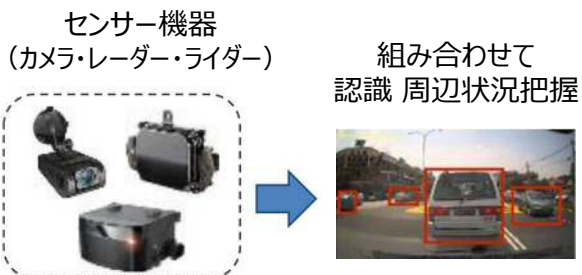 センサー機器
（カメラ・レーダー・ライダー）
組み合わせて
認識 周辺状況把握